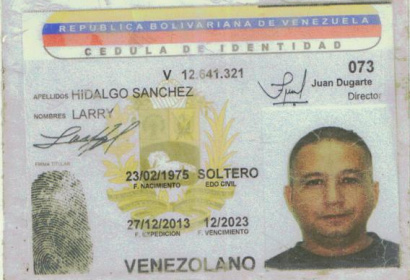 REPUBLICA BOLIVARIANA DE VENEZUELA
CEDULA DE IDENTIDAD
V 12.641.321
073
APELLIDOS HIDALGO SANCHEZ
Juan Dugarte
Director
NOMBRES LARRY
FIRMA TITULAR
23/02/1975 SOLTERO
F. NACIMIENTO EDO CIVIL
27/12/2013 12/2023
F. EXPEDICION F. VENCIMIENTO
VENEZOLANO